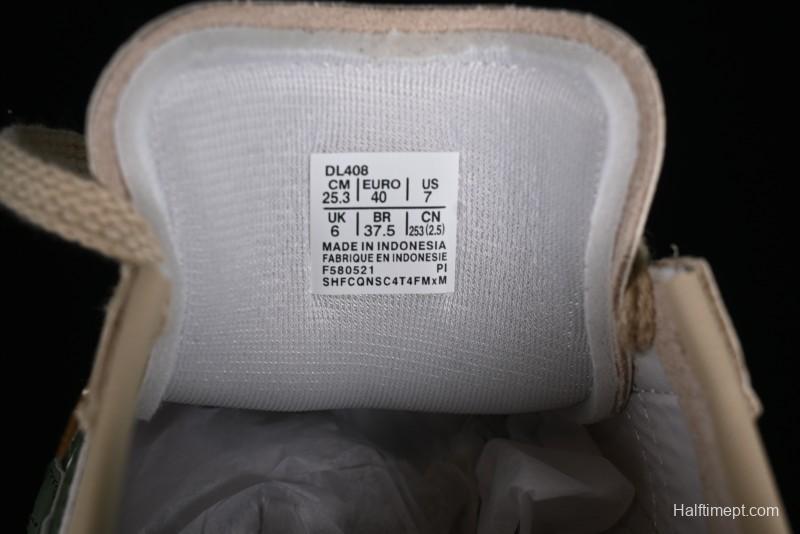 DL408
CM EURO US
25.3 40 7
UK BR CN
6 37.5 253(2.5)
MADE IN INDONESIA
FABRIQUE EN INDONESIE
F580521 PI
SHFCQNSC4T4FMxM
Halftimept.com